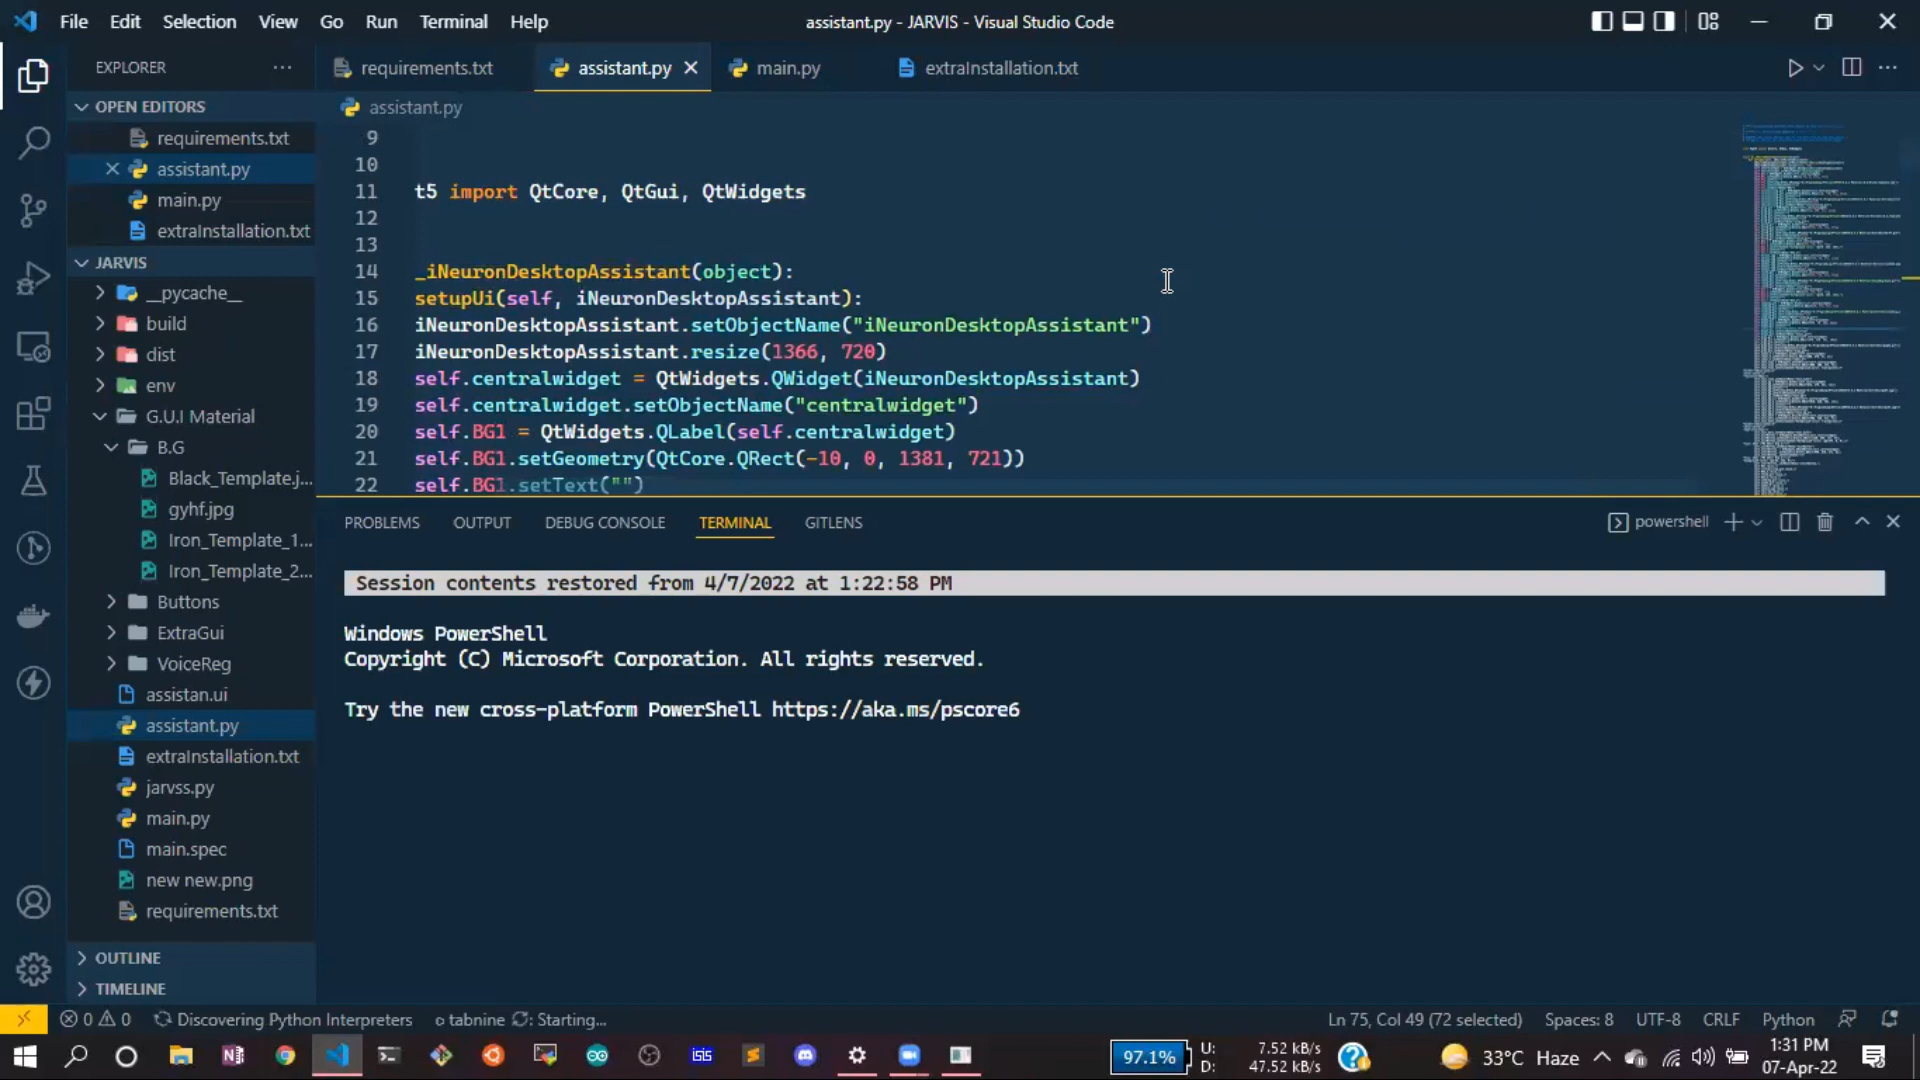 File Edit Selection View Go Run Terminal Help
assistant.py - JARVIS - Visual Studio Code
EXPLORER
requirements.txt
assistant.py
main.py
extraInstallation.txt
OPEN EDITORS
requirements.txt
assistant.py
main.py
extraInstallation.txt
JARVIS
__pycache__
build
dist
env
G.U.I Material
B.G
Black_Template.j...
gyhf.jpg
Iron_Template_1...
Iron_Template_2...
Buttons
ExtraGui
VoiceReg
assistan.ui
assistant.py
extraInstallation.txt
jarvss.py
main.py
main.spec
new new.png
requirements.txt
OUTLINE
TIMELINE
assistant.py
9
10
11 t5 import QtCore, QtGui, QtWidgets
12
13
14 _iNeuronDesktopAssistant(object):
15 setupUi(self, iNeuronDesktopAssistant):
16 iNeuronDesktopAssistant.setObjectName("iNeuronDesktopAssistant")
17 iNeuronDesktopAssistant.resize(1366, 720)
18 self.centralwidget = QtWidgets.QWidget(iNeuronDesktopAssistant)
19 self.centralwidget.setObjectName("centralwidget")
20 self.BG1 = QtWidgets.QLabel(self.centralwidget)
21 self.BG1.setGeometry(QtCore.QRect(-10, 0, 1381, 721))
22 self.BG1.setText("")
PROBLEMS OUTPUT DEBUG CONSOLE TERMINAL GITLENS
powershell
Session contents restored from 4/7/2022 at 1:22:58 PM
Windows PowerShell
Copyright (C) Microsoft Corporation. All rights reserved.
Try the new cross-platform PowerShell https://aka.ms/pscore6
0 0 Discovering Python Interpreters tabnine : Starting...
Ln 75, Col 49 (72 selected) Spaces: 8 UTF-8 CRLF Python
isis
97.1%
U: 7.52 kB/s
D: 47.52 kB/s
33°C Haze
1:31 PM
07-Apr-22